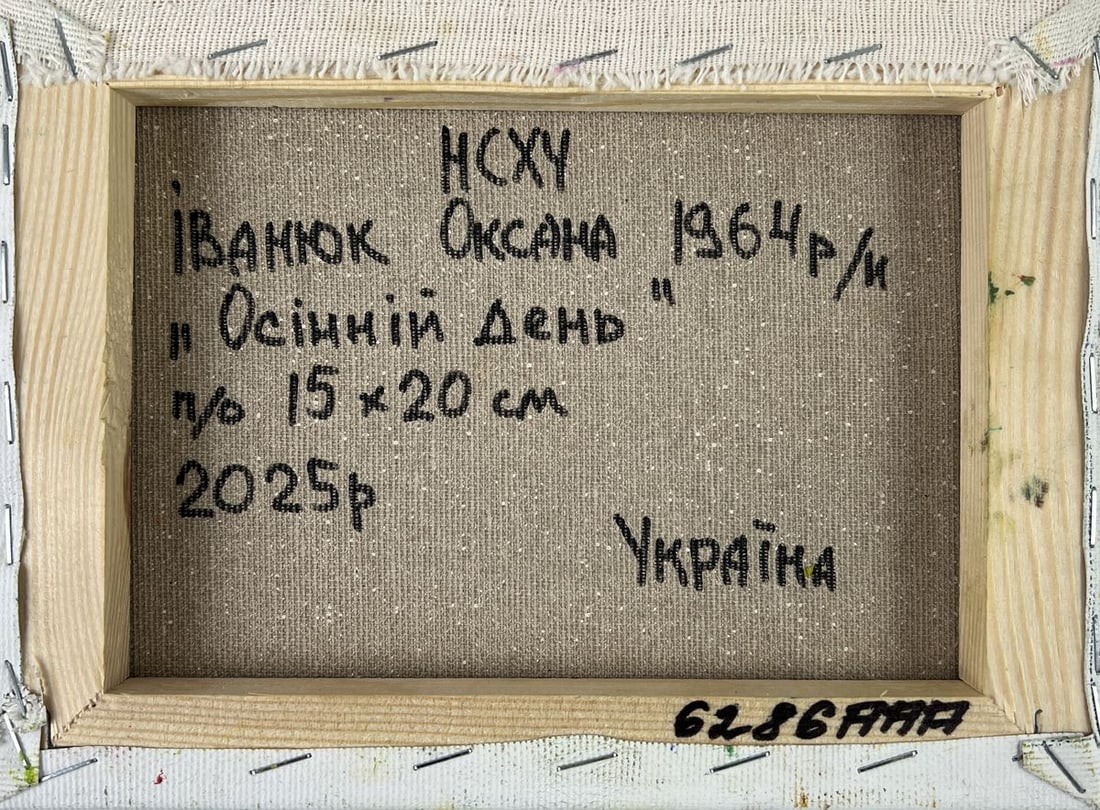 НСХУ
Іванюк Оксана 1964р/н
„Осінній день"
п/о 15 х 20 см
2025р
Україна
6286ААА